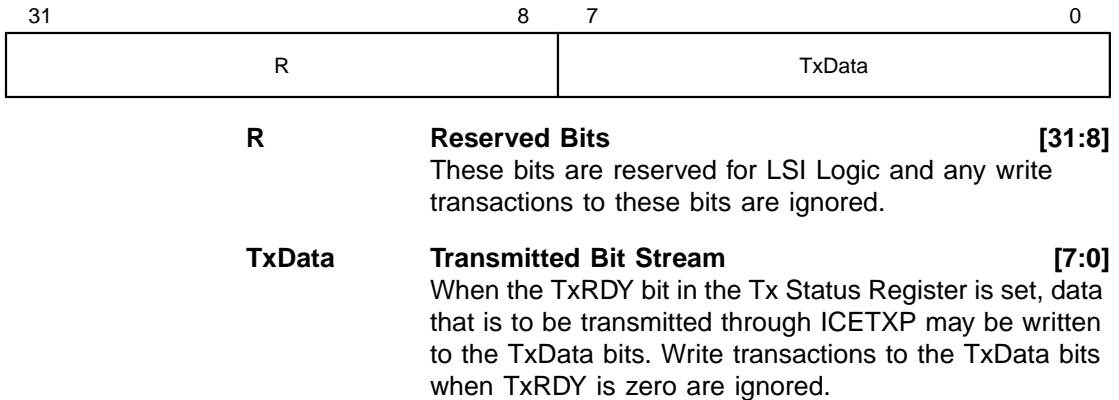 31 8 7 0
R TxData
R Reserved Bits [31:8]
These bits are reserved for LSI Logic and any write
transactions to these bits are ignored.
TxData Transmitted Bit Stream [7:0]
When the TxRDY bit in the Tx Status Register is set, data
that is to be transmitted through ICETXP may be written
to the TxData bits. Write transactions to the TxData bits
when TxRDY is zero are ignored.